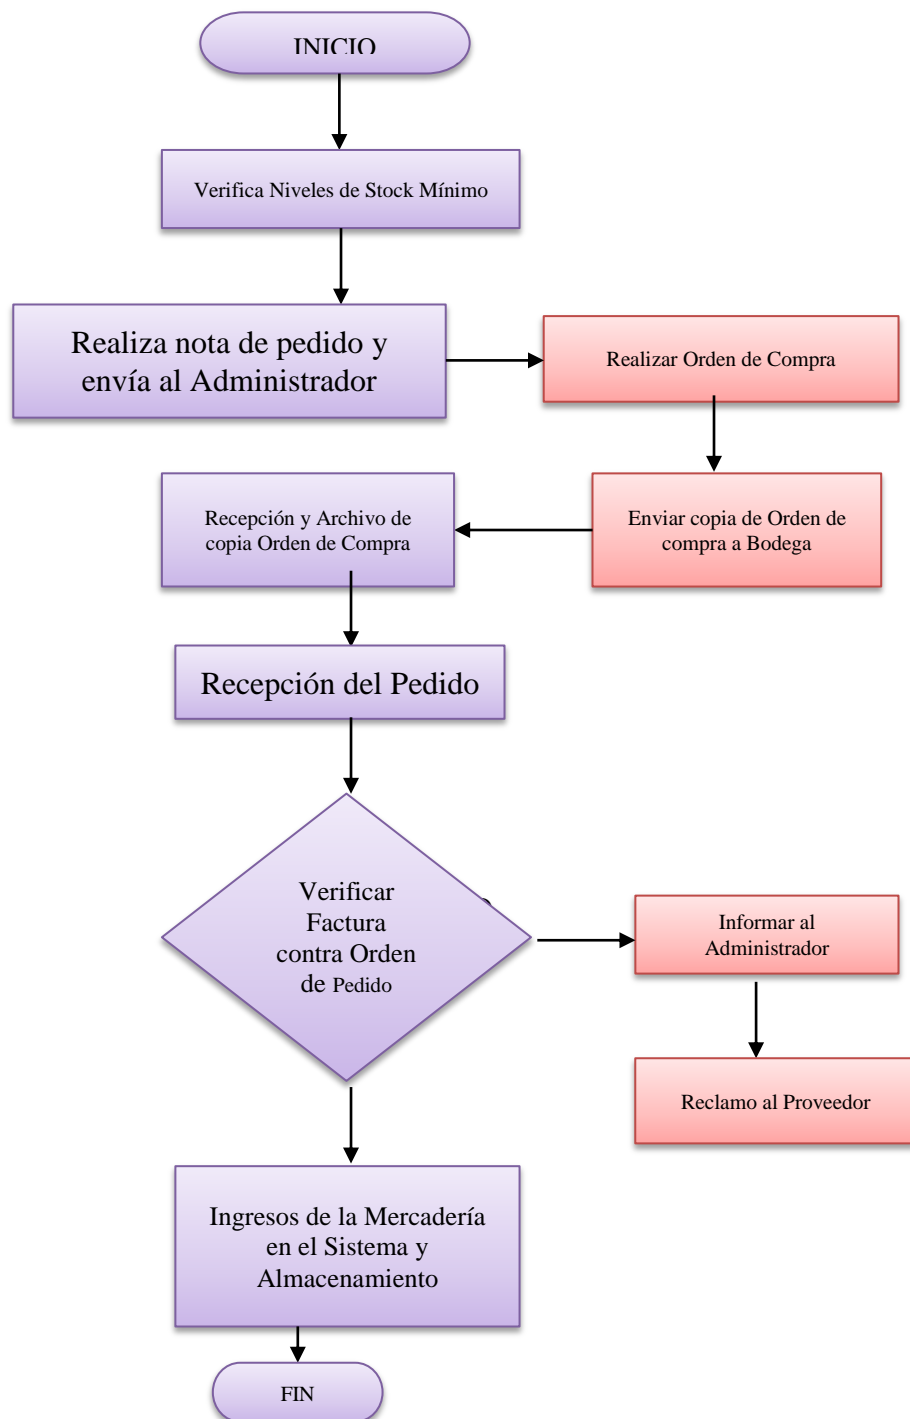 INICIO
Verifica Niveles de Stock Mínimo
Realiza nota de pedido y
envía al Administrador
Realizar Orden de Compra
Recepción y Archivo de
copia Orden de Compra
Enviar copia de Orden de
compra a Bodega
Recepción del Pedido
Verificar
Factura
contra Orden
de Pedido
Informar al
Administrador
Reclamo al Proveedor
Ingresos de la Mercadería
en el Sistema y
Almacenamiento
FIN